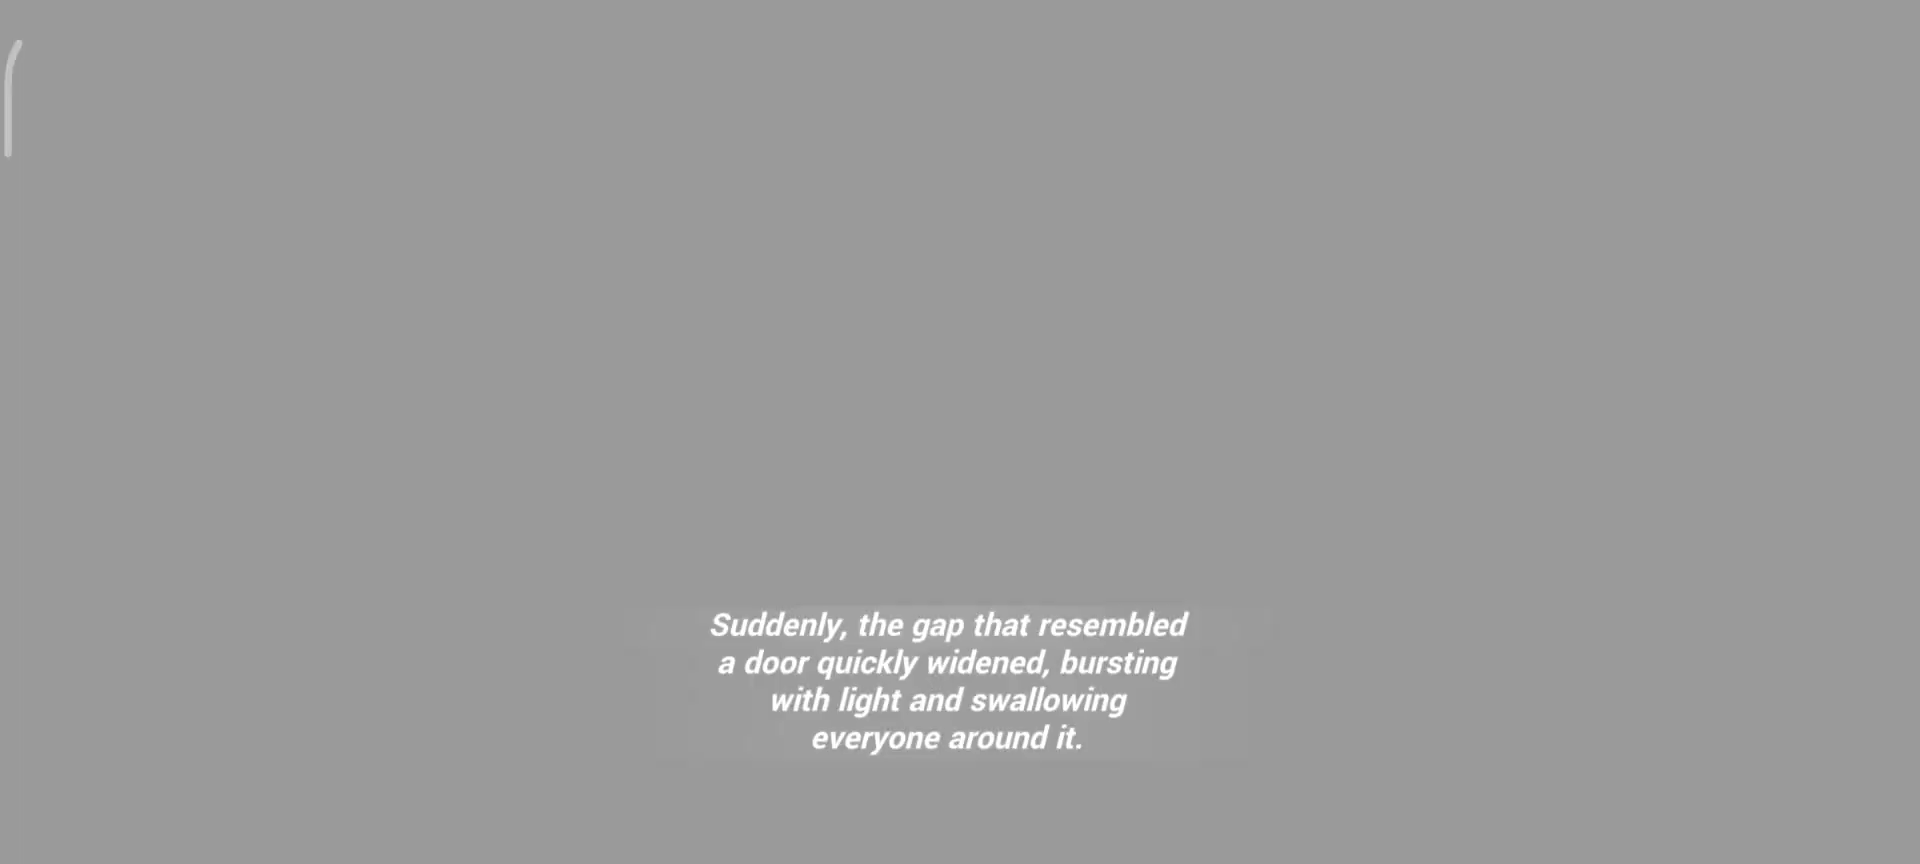 Suddenly, the gap that resembled
a door quickly widened, bursting
with light and swallowing
everyone around it.